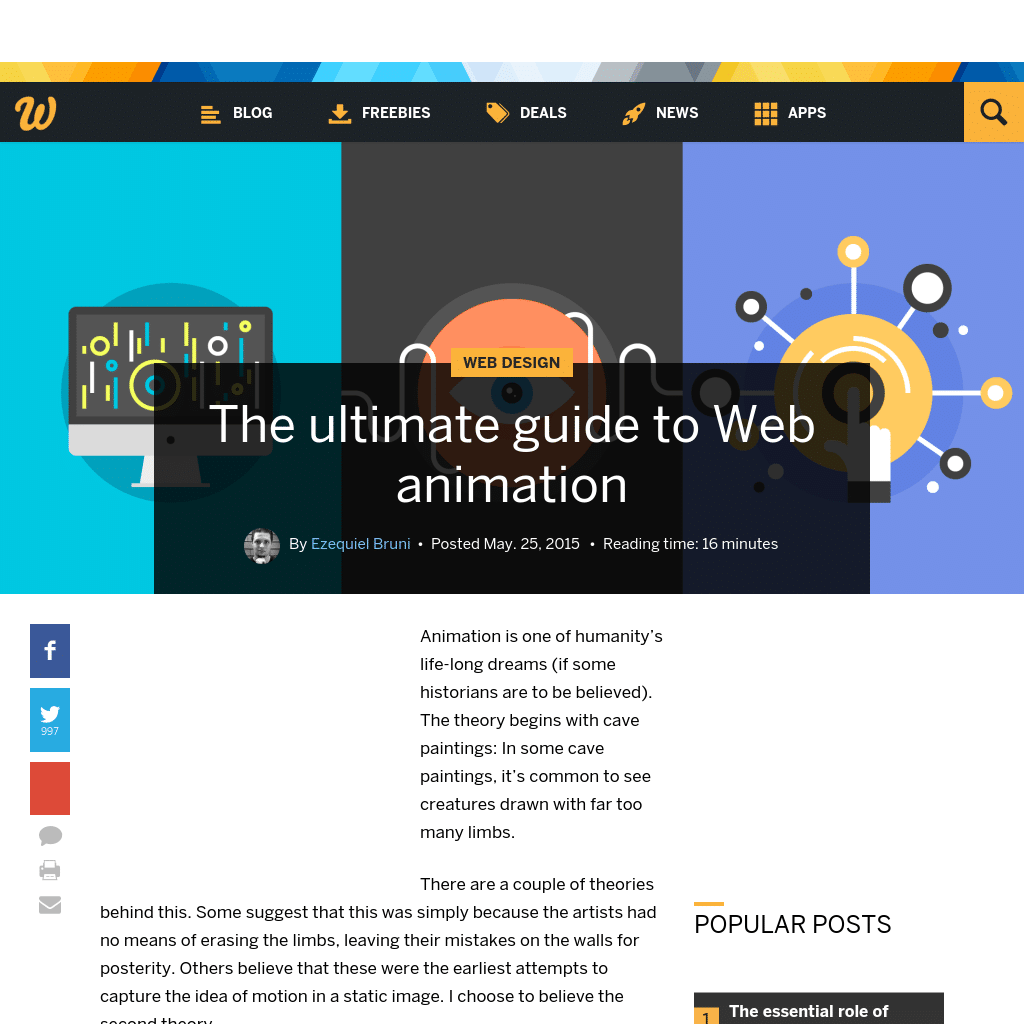 W
BLOG
FREEBIES
DEALS
NEWS
APPS
WEB DESIGN
The ultimate guide to Web
animation
By Ezequiel Bruni • Posted May. 25, 2015 • Reading time: 16 minutes
f
997
Animation is one of humanity’s
life-long dreams (if some
historians are to be believed).
The theory begins with cave
paintings: In some cave
paintings, it’s common to see
creatures drawn with far too
many limbs.
There are a couple of theories
behind this. Some suggest that this was simply because the artists had
no means of erasing the limbs, leaving their mistakes on the walls for
posterity. Others believe that these were the earliest attempts to
capture the idea of motion in a static image. I choose to believe the
second theory.
POPULAR POSTS
1
The essential role of